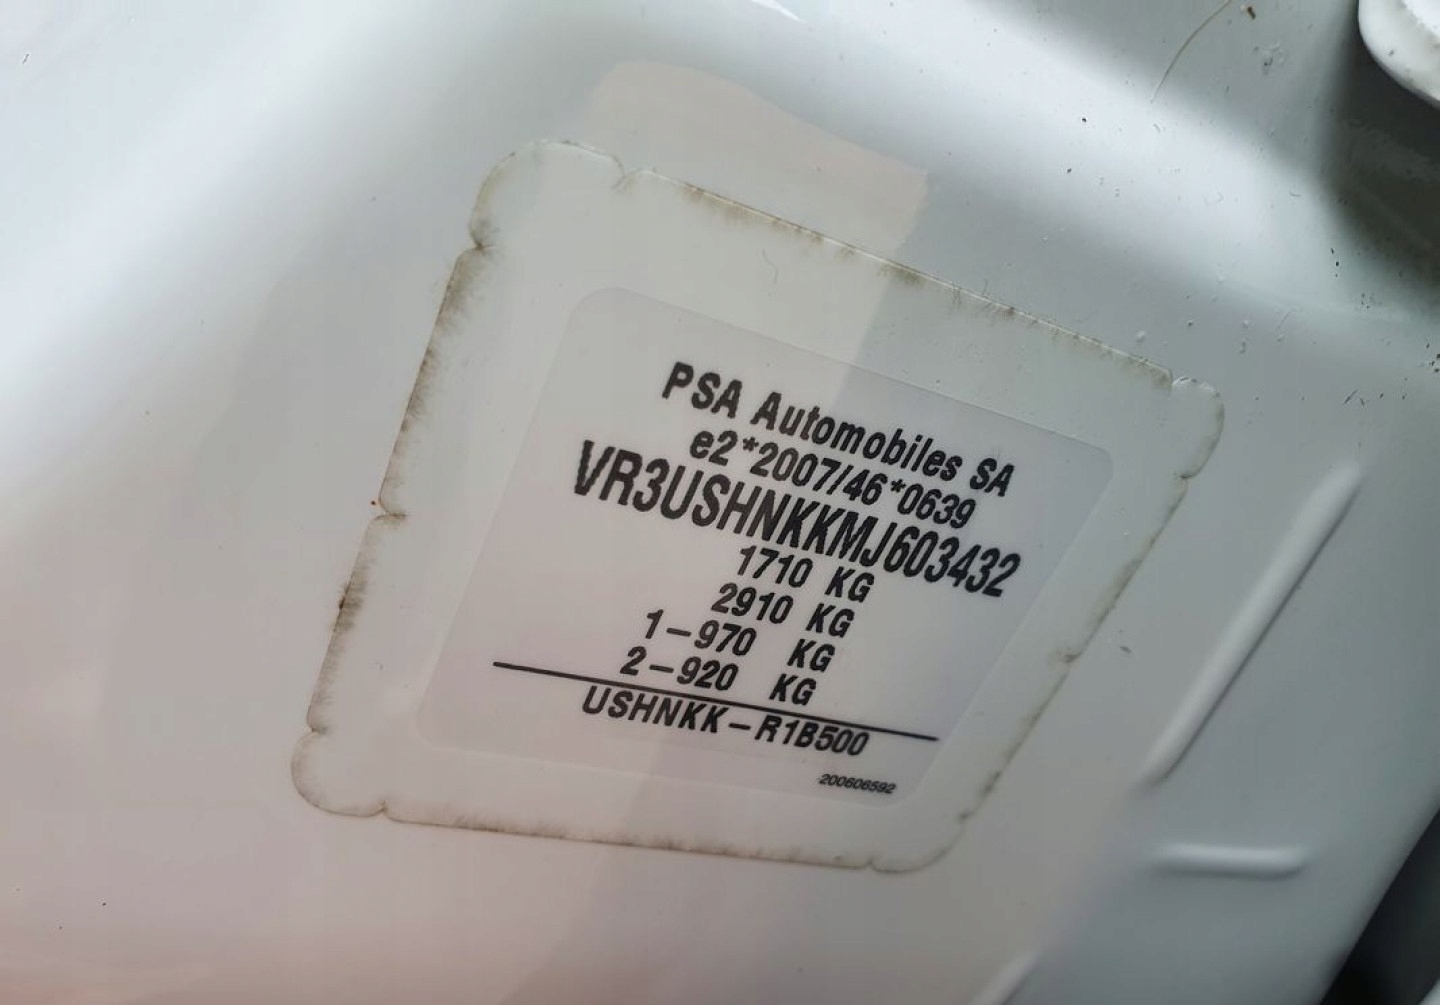 PSA Automobiles SA
e2*2007/46*0639
VR3USHNKKMJ603432
1710 KG
2910 KG
1-970 KG
2-920 KG
USHNKK-R1B500
200606592